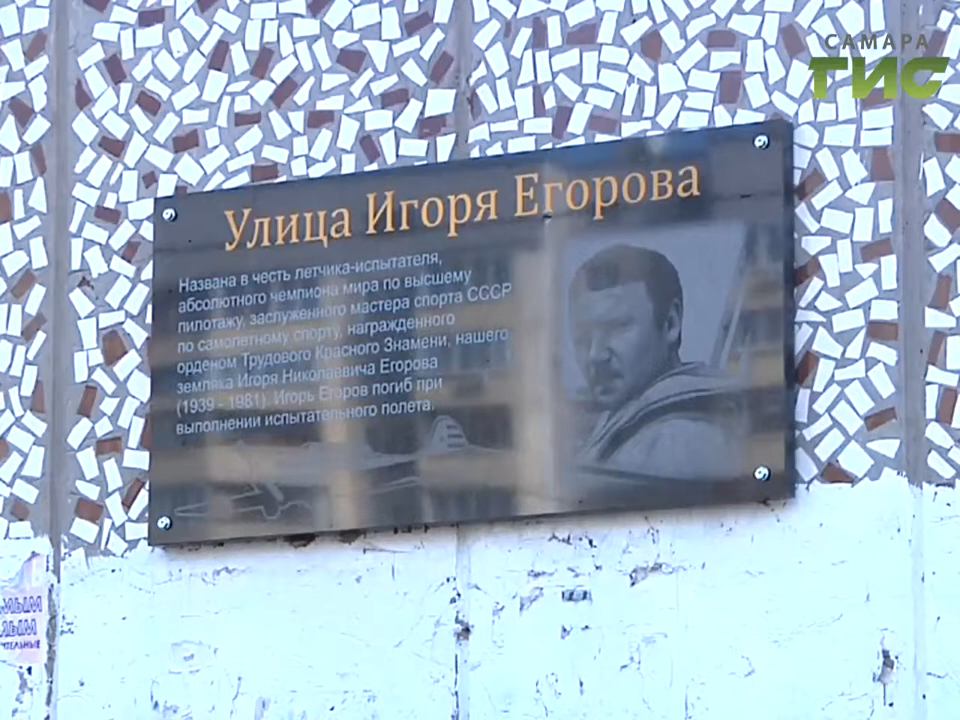 САМАРА
ТИС
Улица Игоря Егорова
Названа в честь летчика-испытателя,
абсолютного чемпиона мира по высшему
пилотажу, заслуженного мастера спорта СССР
по самолетному спорту, награжденного
орденом Трудового Красного Знамени, нашего
земляка Игоря Николаевича Егорова
(1939 - 1981). Игорь Егоров погиб при
выполнении испытательного полета.